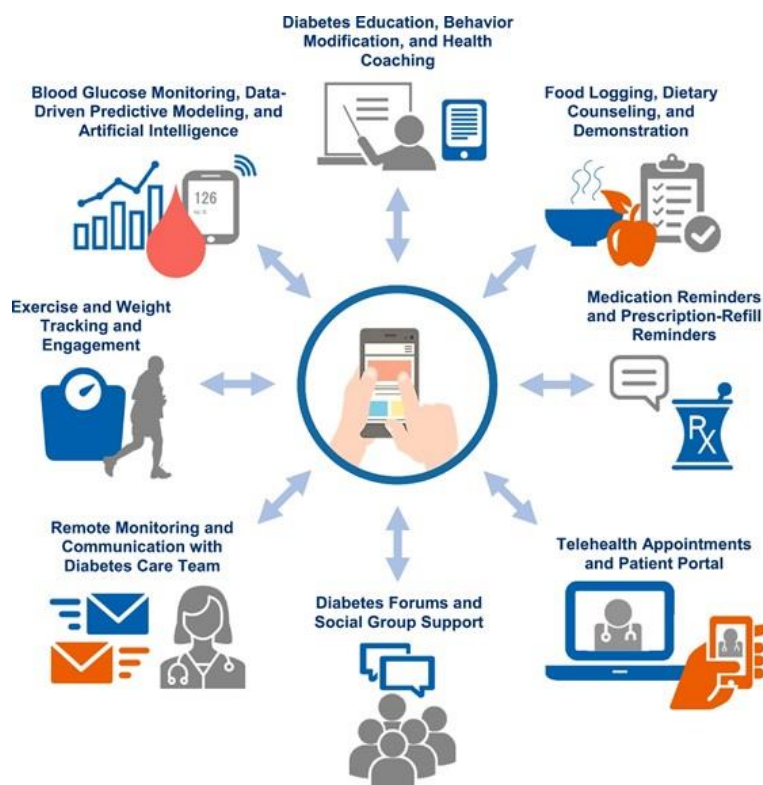 Diabetes Education, Behavior
Modification, and Health
Coaching
Blood Glucose Monitoring, Data-
Driven Predictive Modeling, and
Artificial Intelligence
126
Food Logging, Dietary
Counseling, and
Demonstration
Exercise and Weight
Tracking and
Engagement
Medication Reminders
and Prescription-Refill
Reminders
RX
Remote Monitoring and
Communication with
Diabetes Care Team
Diabetes Forums and
Social Group Support
Telehealth Appointments
and Patient Portal